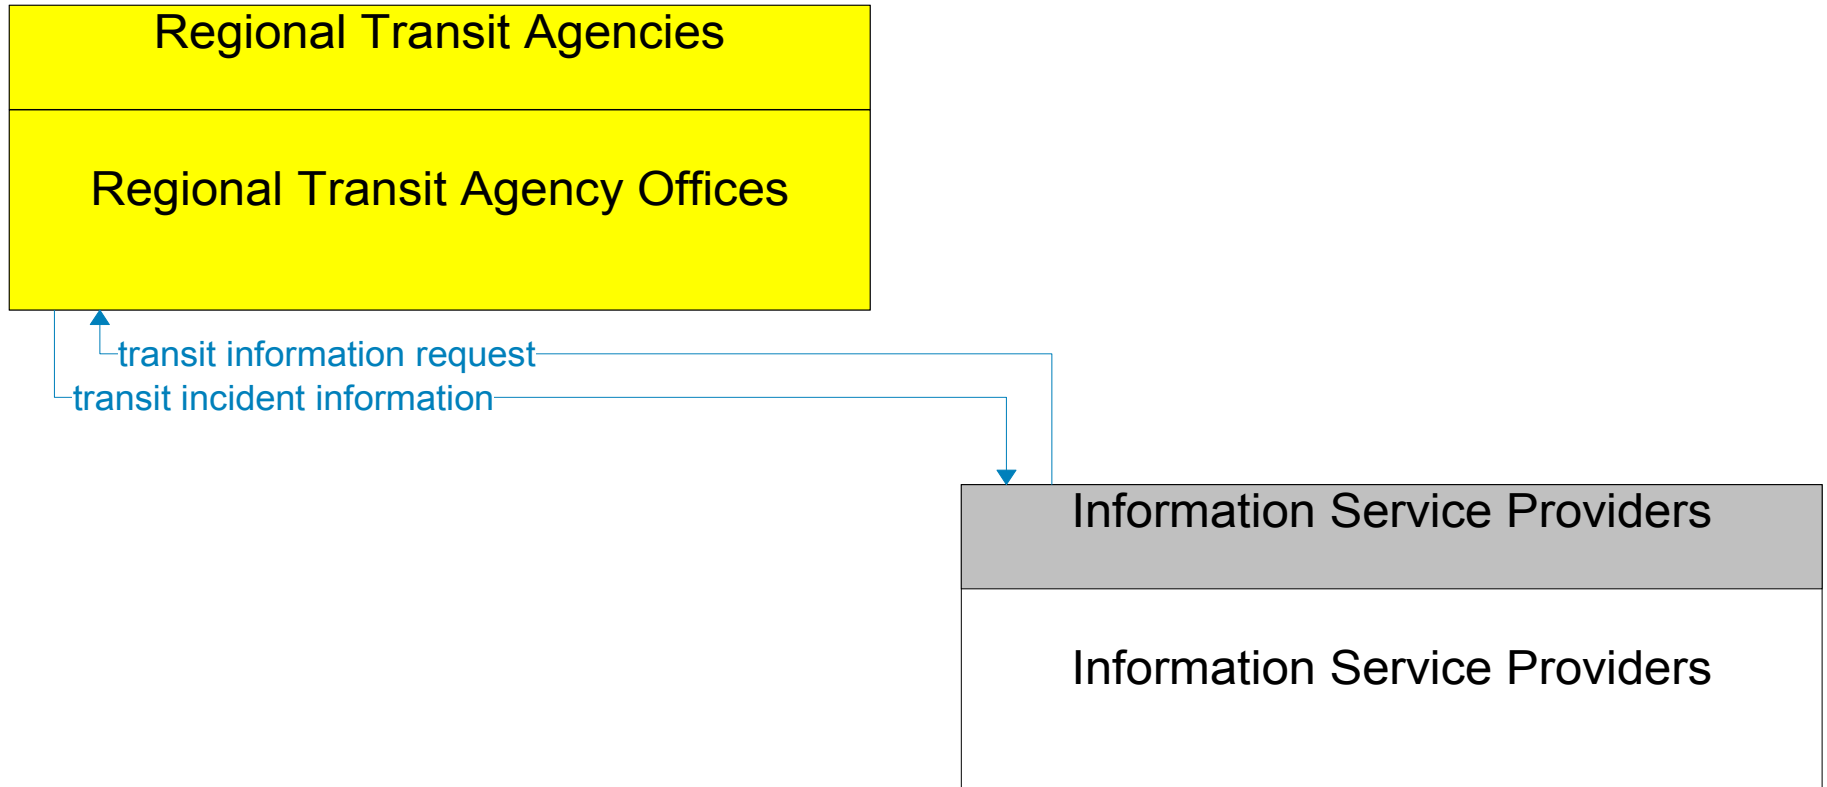 Regional Transit Agencies
Regional Transit Agency Offices
transit information request
transit incident information
Information Service Providers
Information Service Providers